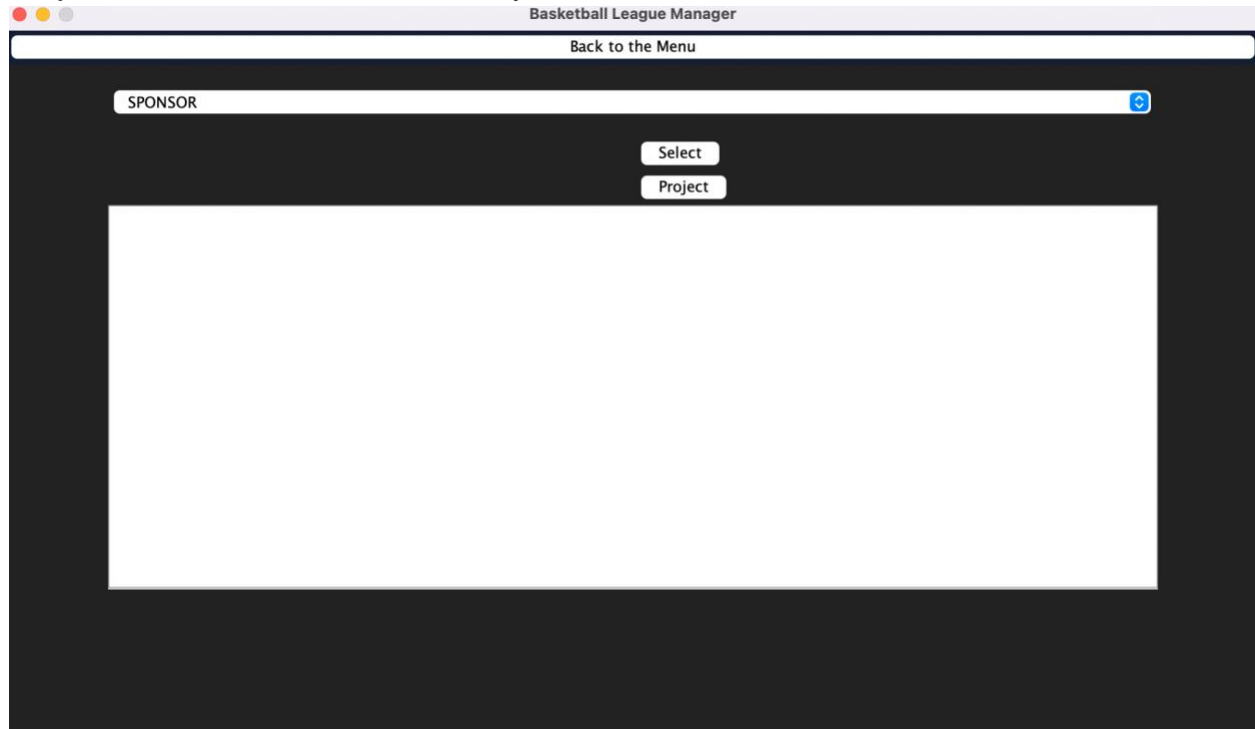 Basketball League Manager
Back to the Menu
SPONSOR
Select
Project